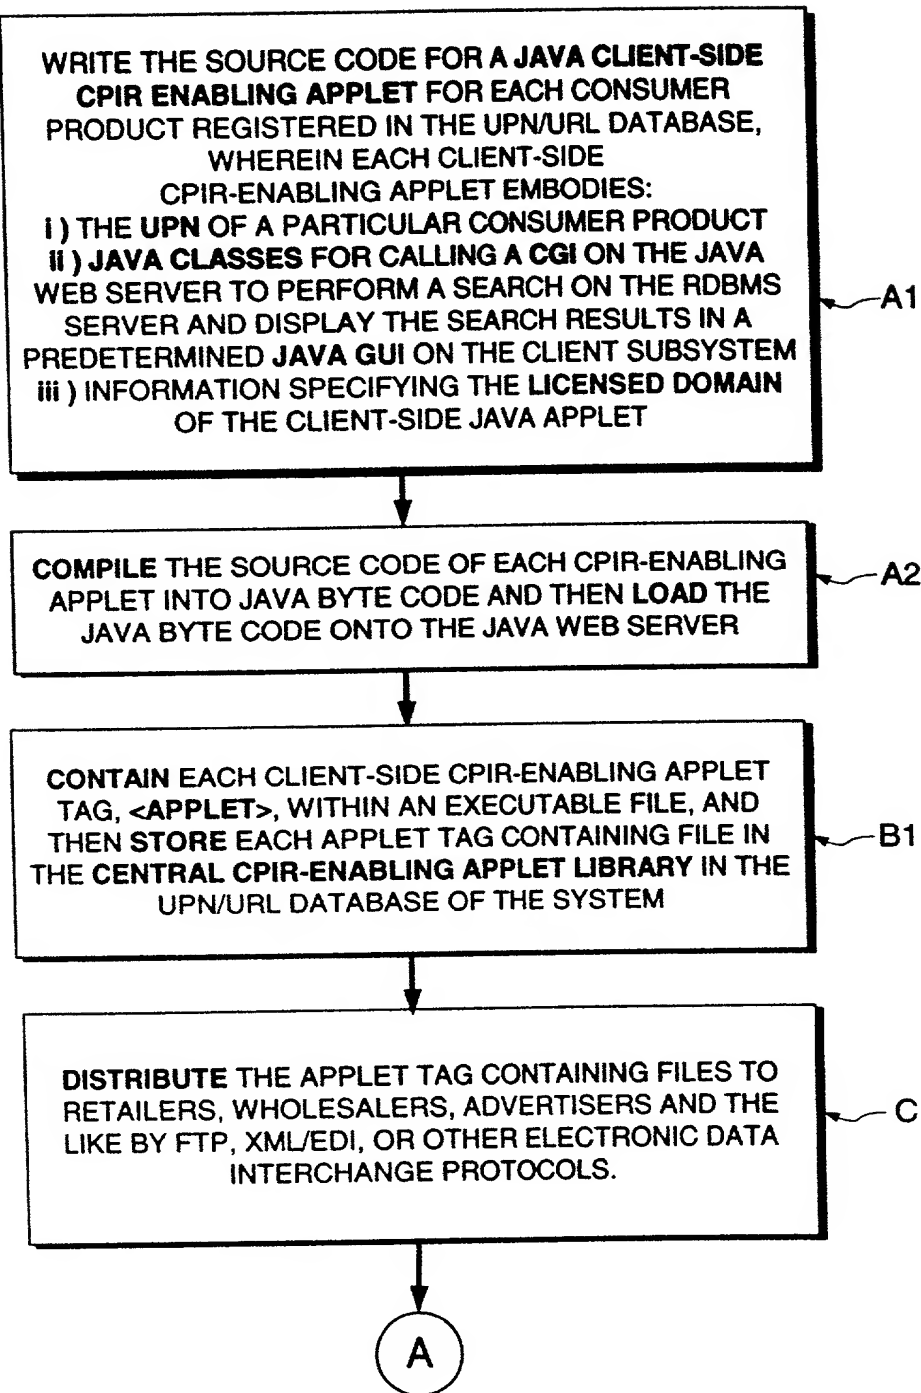 WRITE THE SOURCE CODE FOR A JAVA CLIENT-SIDE
CPIR ENABLING APPLET FOR EACH CONSUMER
PRODUCT REGISTERED IN THE UPN/URL DATABASE,
WHEREIN EACH CLIENT-SIDE
CPIR-ENABLING APPLET EMBODIES:
i ) THE UPN OF A PARTICULAR CONSUMER PRODUCT
ii ) JAVA CLASSES FOR CALLING A CGI ON THE JAVA
WEB SERVER TO PERFORM A SEARCH ON THE RDBMS
SERVER AND DISPLAY THE SEARCH RESULTS IN A
PREDETERMINED JAVA GUI ON THE CLIENT SUBSYSTEM
iii ) INFORMATION SPECIFYING THE LICENSED DOMAIN
OF THE CLIENT-SIDE JAVA APPLET
A1
COMPILE THE SOURCE CODE OF EACH CPIR-ENABLING
APPLET INTO JAVA BYTE CODE AND THEN LOAD THE
JAVA BYTE CODE ONTO THE JAVA WEB SERVER
A2
CONTAIN EACH CLIENT-SIDE CPIR-ENABLING APPLET
TAG, <APPLET>, WITHIN AN EXECUTABLE FILE, AND
THEN STORE EACH APPLET TAG CONTAINING FILE IN
THE CENTRAL CPIR-ENABLING APPLET LIBRARY IN THE
UPN/URL DATABASE OF THE SYSTEM
B1
DISTRIBUTE THE APPLET TAG CONTAINING FILES TO
RETAILERS, WHOLESALERS, ADVERTISERS AND THE
LIKE BY FTP, XML/EDI, OR OTHER ELECTRONIC DATA
INTERCHANGE PROTOCOLS.
C
A